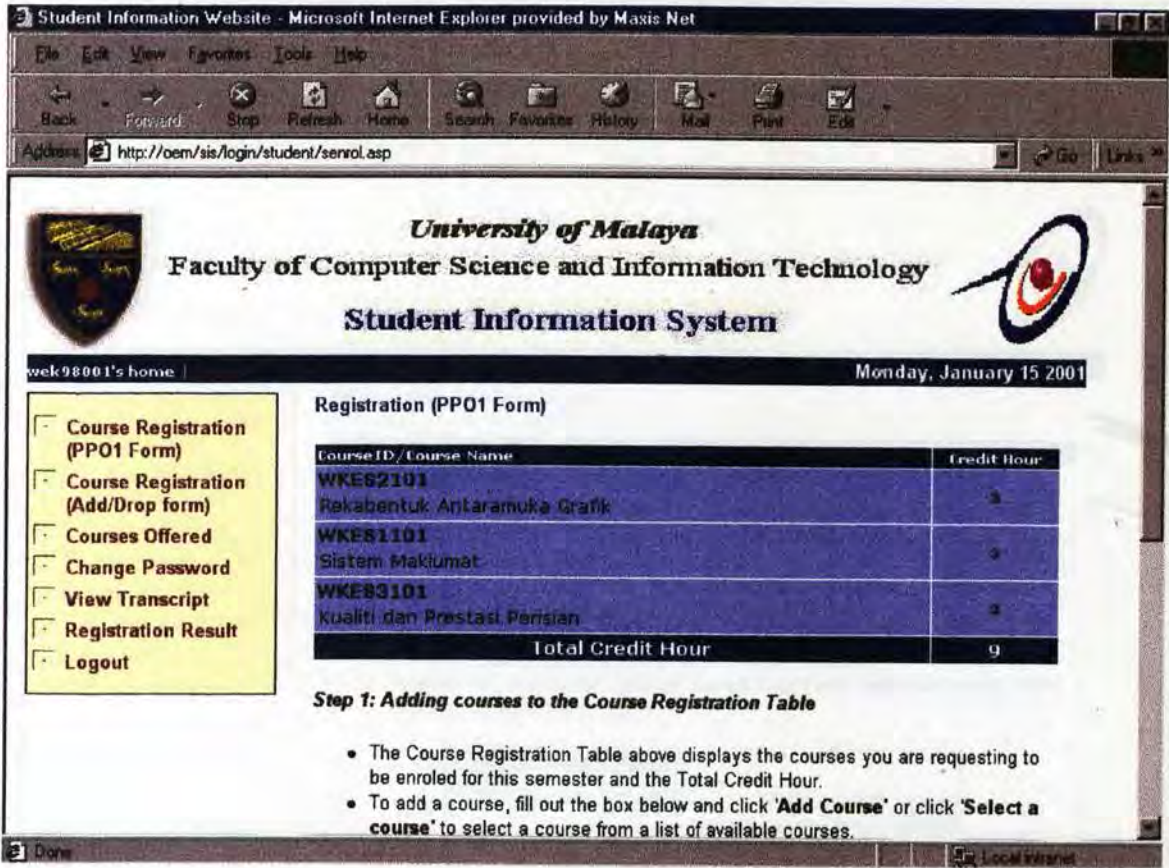 Student Information Website - Microsoft Internet Explorer provided by Maxis Net
File Edit View Favorites Tools Help
Back Forward Stop Refresh Home Search Favorites History Mail Print Edit
Address http://oem/sis/login/student/senrol.asp Go Links »
University of Malaya
Faculty of Computer Science and Information Technology
Student Information System
wek98001's home | Monday, January 15 2001
Course Registration
(PPO1 Form)
Course Registration
(Add/Drop form)
Courses Offered
Change Password
View Transcript
Registration Result
Logout
Registration (PPO1 Form)
Course ID/Course Name Credit Hour
WKES2101
Rekabentuk Antaramuka Grafik 3
WKES1101
Sistem Maklumat 3
WKES3101
Kualiti dan Prestasi Perisian 3
Total Credit Hour 9
Step 1: Adding courses to the Course Registration Table
• The Course Registration Table above displays the courses you are requesting to
be enroled for this semester and the Total Credit Hour.
• To add a course, fill out the box below and click 'Add Course' or click 'Select a
course' to select a course from a list of available courses.
Done Local intranet